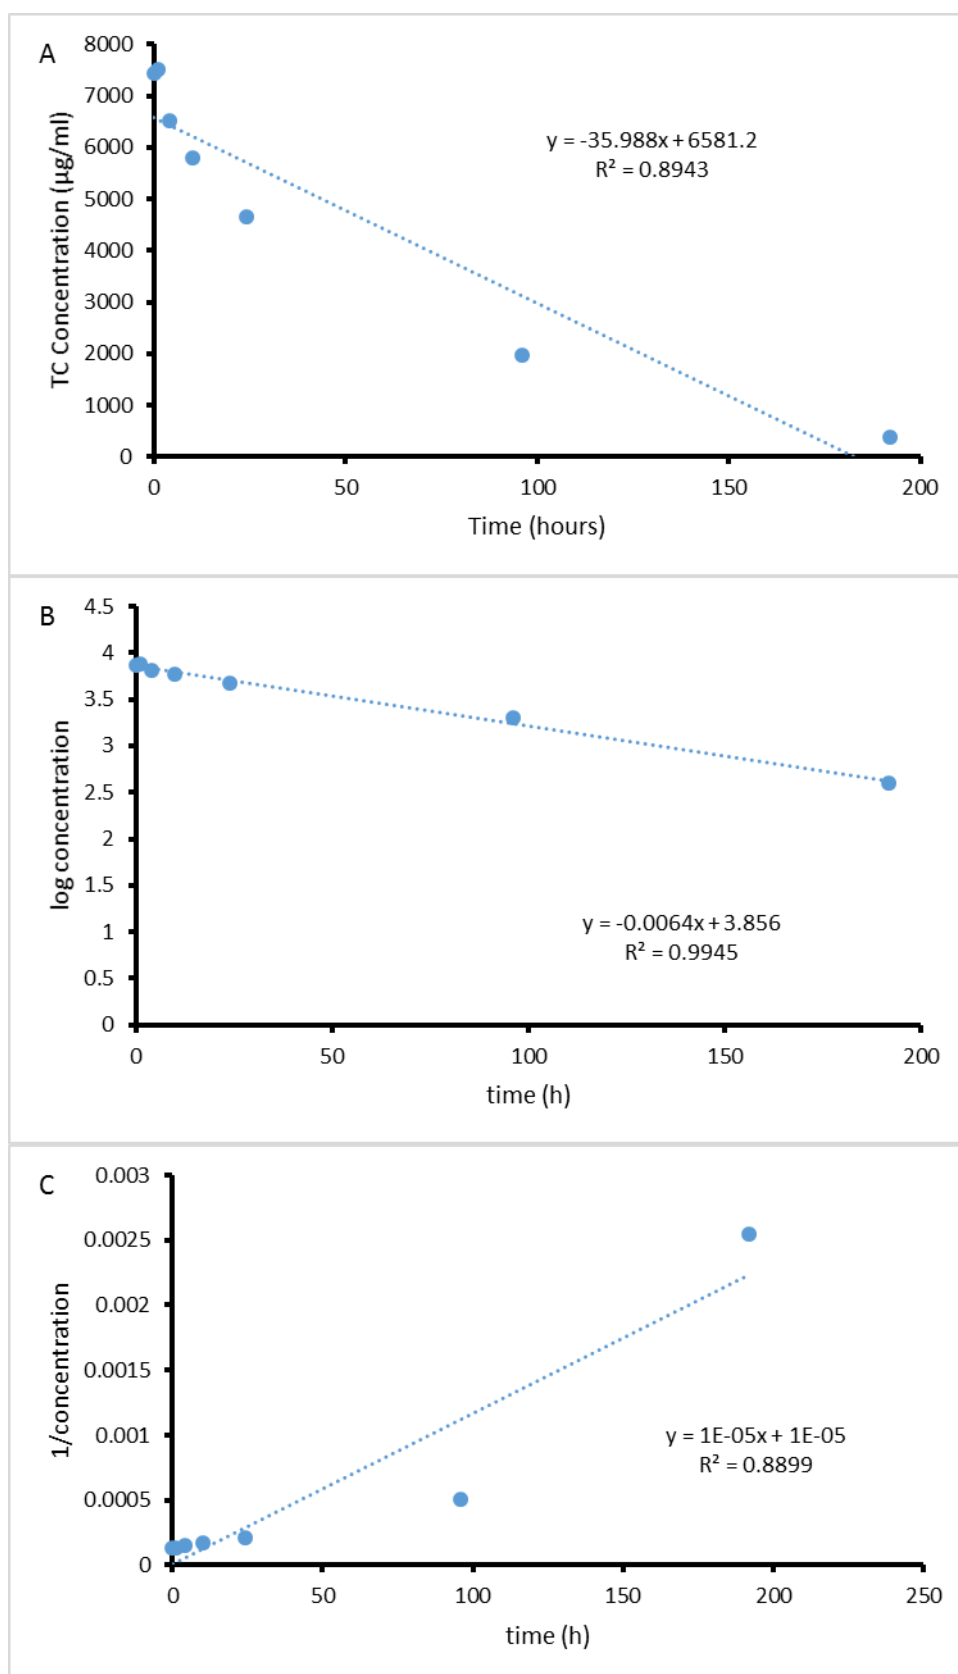 A
8000
7000
6000
5000
4000
3000
2000
1000
0
TC Concentration (µg/ml)
y = -35.988x + 6581.2
R² = 0.8943
0 50 100 150 200
Time (hours)
B
4.5
4
3.5
3
2.5
2
1.5
1
0.5
0
log concentration
y = -0.0064x + 3.856
R² = 0.9945
0 50 100 150 200
time (h)
C
0.003
0.0025
0.002
0.0015
0.001
0.0005
0
1/concentration
y = 1E-05x + 1E-05
R² = 0.8899
0 50 100 150 200 250
time (h)